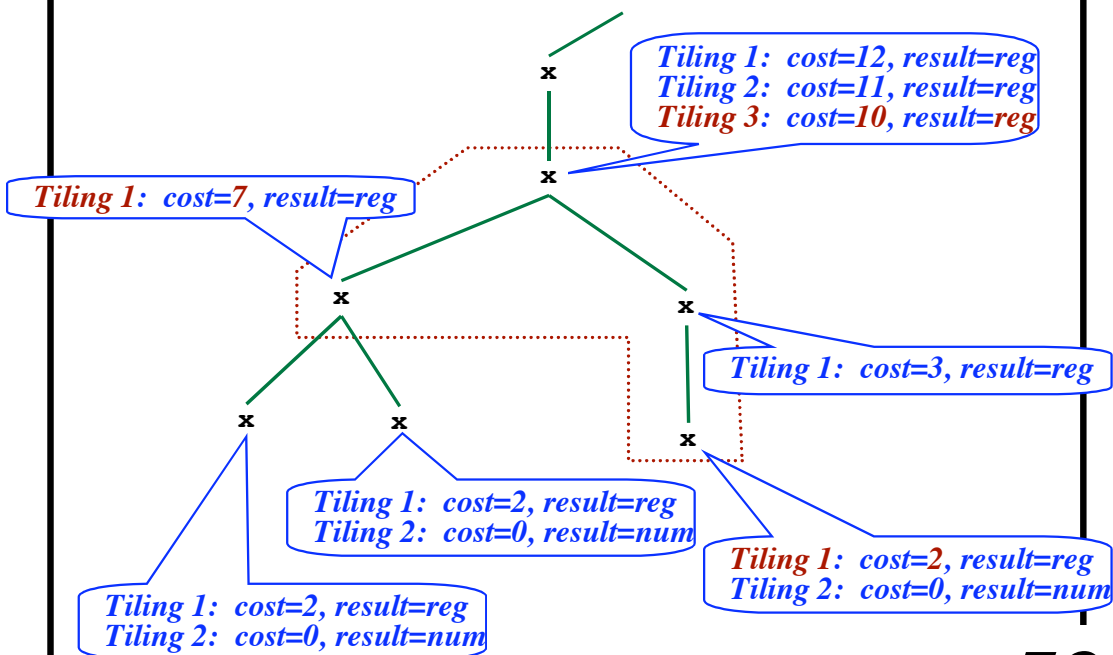 x
Tiling 1: cost=12, result=reg
Tiling 2: cost=11, result=reg
Tiling 3: cost=10, result=reg
x
Tiling 1: cost=7, result=reg
x
x
Tiling 1: cost=3, result=reg
x
x
x
Tiling 1: cost=2, result=reg
Tiling 2: cost=0, result=num
Tiling 1: cost=2, result=reg
Tiling 2: cost=0, result=num
Tiling 1: cost=2, result=reg
Tiling 2: cost=0, result=num